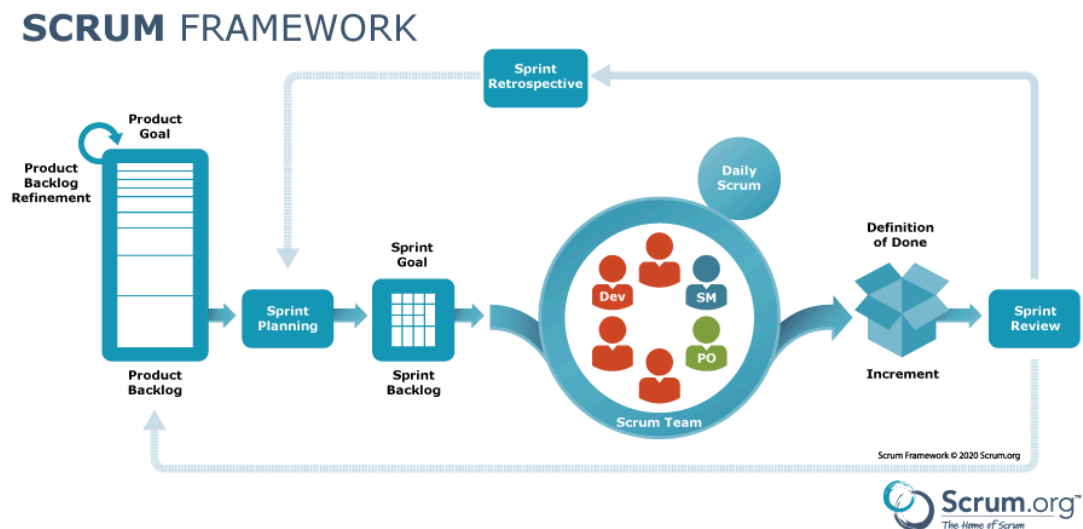 SCRUM FRAMEWORK
Sprint
Retrospective
Product
Goal
Product
Backlog
Refinement
Daily
Scrum
Sprint
Goal
Definition
of Done
Dev
SM
Sprint
Planning
Sprint
Review
PO
Product
Backlog
Sprint
Backlog
Increment
Scrum Team
Scrum Framework © 2020 Scrum.org
Scrum.org™
The Home of Scrum